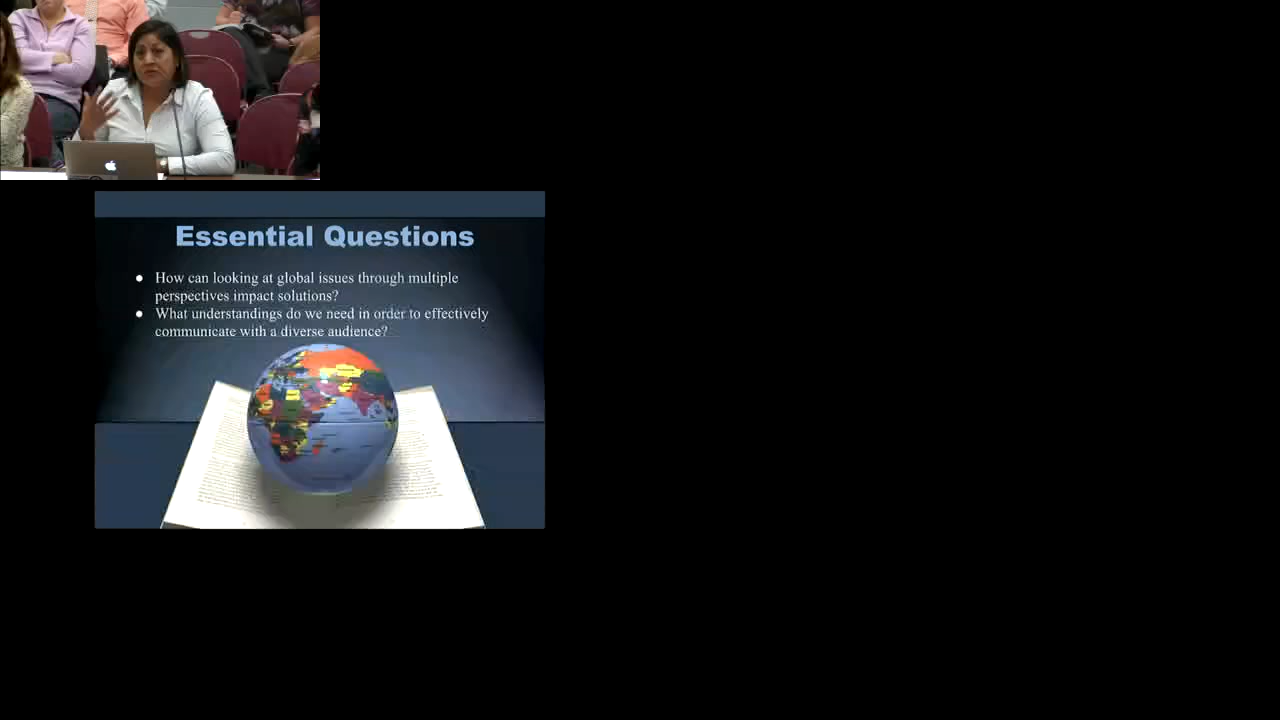 Essential Questions
● How can looking at global issues through multiple
perspectives impact solutions?
● What understandings do we need in order to effectively
communicate with a diverse audience?